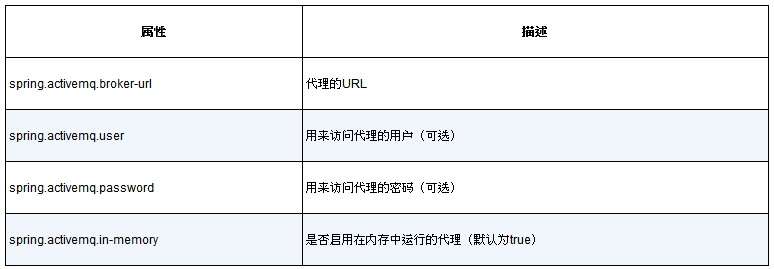 属性 描述
spring.activemq.broker-url 代理的URL
spring.activemq.user 用来访问代理的用户（可选）
spring.activemq.password 用来访问代理的密码（可选）
spring.activemq.in-memory 是否启用在内存中运行的代理（默认为true）